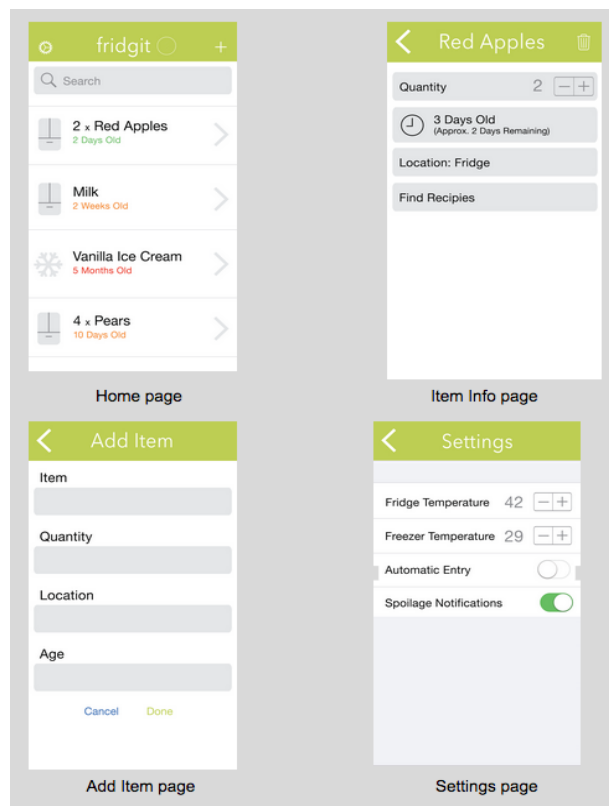 fridgit +
Search
2 x Red Apples
2 Days Old
Milk
2 Weeks Old
Vanilla Ice Cream
5 Months Old
4 x Pears
10 Days Old
Home page
Red Apples
Quantity 2 - +
3 Days Old
(Approx. 2 Days Remaining)
Location: Fridge
Find Recipies
Item Info page
Add Item
Item
Quantity
Location
Age
Cancel Done
Add Item page
Settings
Fridge Temperature 42 - +
Freezer Temperature 29 - +
Automatic Entry
Spoilage Notifications
Settings page